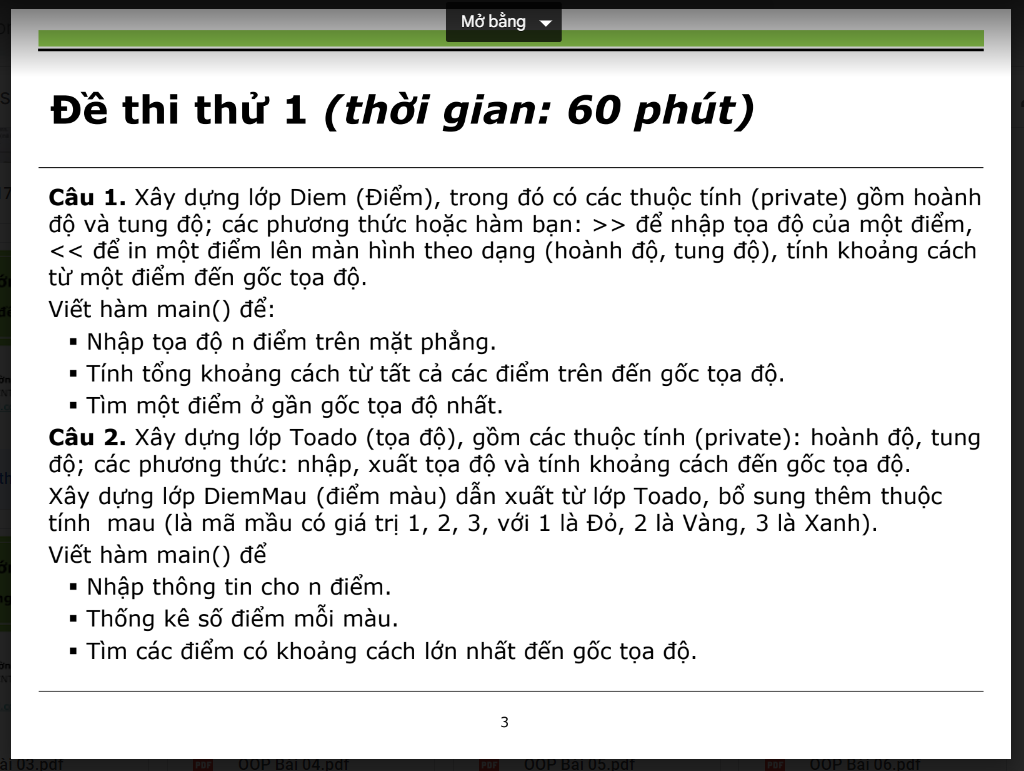 Mở bằng
Đề thi thử 1 (thời gian: 60 phút)
Câu 1. Xây dựng lớp Diem (Điểm), trong đó có các thuộc tính (private) gồm hoành
độ và tung độ; các phương thức hoặc hàm bạn: >> để nhập tọa độ của một điểm,
<< để in một điểm lên màn hình theo dạng (hoành độ, tung độ), tính khoảng cách
từ một điểm đến gốc tọa độ.
Viết hàm main() để:
▪ Nhập tọa độ n điểm trên mặt phẳng.
▪ Tính tổng khoảng cách từ tất cả các điểm trên đến gốc tọa độ.
▪ Tìm một điểm ở gần gốc tọa độ nhất.
Câu 2. Xây dựng lớp Toado (tọa độ), gồm các thuộc tính (private): hoành độ, tung
độ; các phương thức: nhập, xuất tọa độ và tính khoảng cách đến gốc tọa độ.
Xây dựng lớp DiemMau (điểm màu) dẫn xuất từ lớp Toado, bổ sung thêm thuộc
tính  mau (là mã mầu có giá trị 1, 2, 3, với 1 là Đỏ, 2 là Vàng, 3 là Xanh).
Viết hàm main() để
▪ Nhập thông tin cho n điểm.
▪ Thống kê số điểm mỗi màu.
▪ Tìm các điểm có khoảng cách lớn nhất đến gốc tọa độ.
3
03.pdf PDF OOP Bài 04.pdf PDF OOP Bài 05.pdf PDF OOP Bài 06.pdf